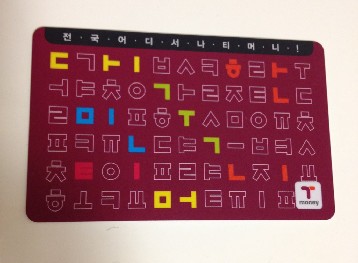 전·국·어·디·서·나·티·머·니·!
ㄷ ㄱ ㅏ ㅣ ㅂ ㅅ ㅋ ㅎ ㄹ ㅏ ㅜ
ㅊ ㅇ ㄱ ㅏ ㄹ ㅈ ㅌ ㄴ ㄷ
ㄹ ㅁ ㅣ ㅍ ㅎ ㅜ ㅅ ㅁ ㅇ ㅠ ㅊ
ㅍ ㅋ ㄴ ㄷ ㄱ ㅡ ㅂ ㅕ ㅅ
ㅊ ㅌ ㅇ ㅣ ㅍ ㄹ ㅑ ㄴ ㅈ ㅣ
ㅎ ㅋ ㅁ ㅓ ㅌ ㅠ ㅣ ㅍ
T
money